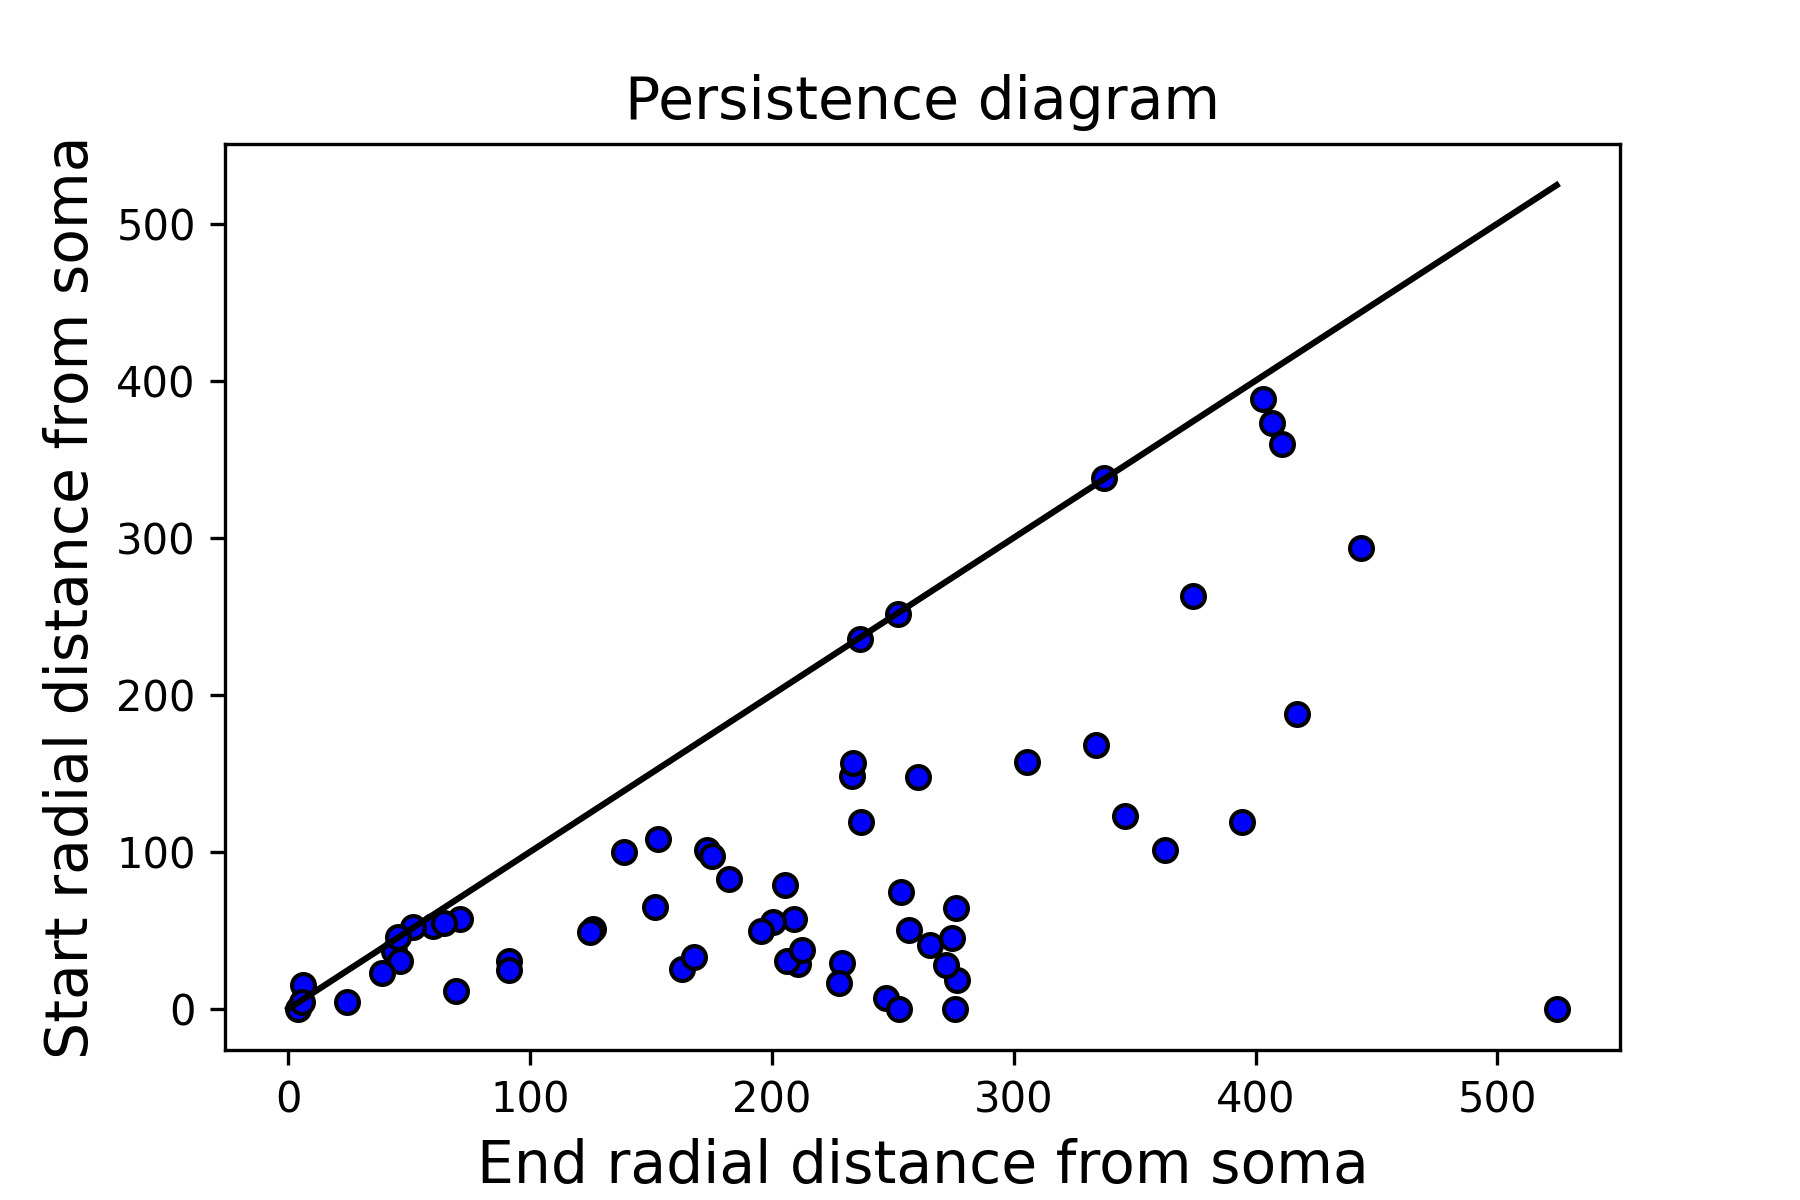 Persistence diagram
Start radial distance from soma
500
400
300
200
100
0
0 100 200 300 400 500
End radial distance from soma